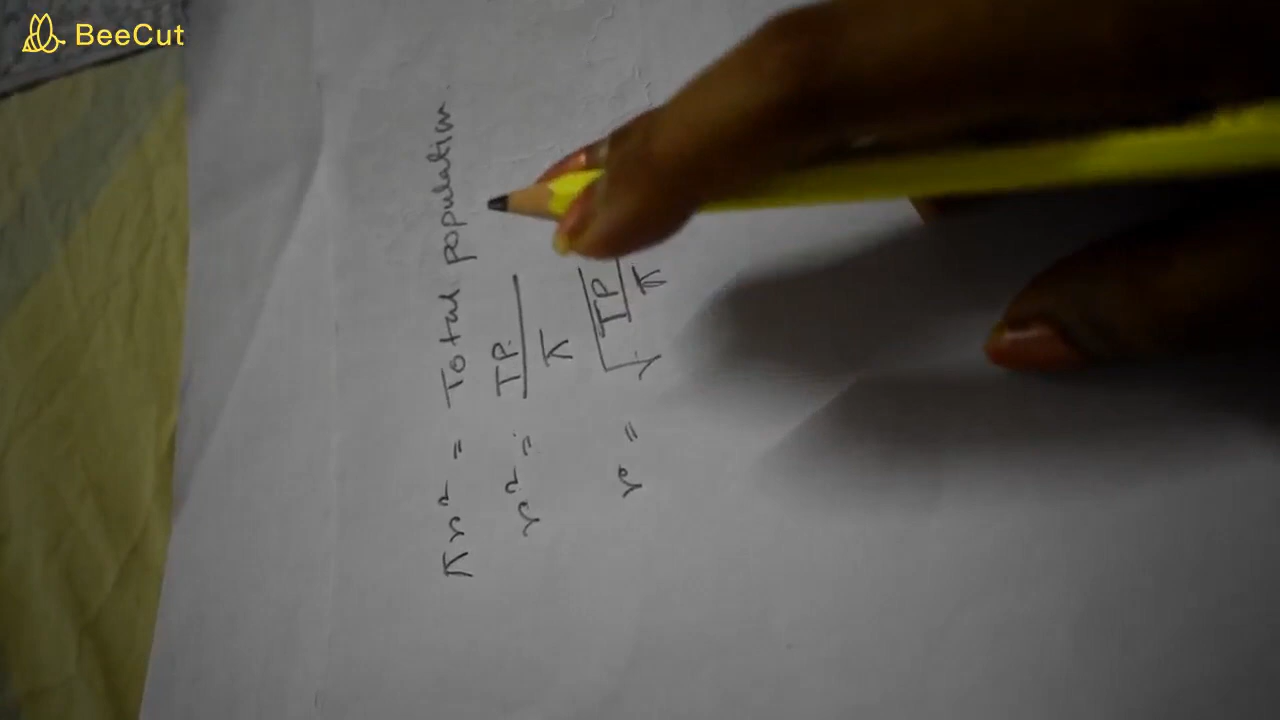 BeeCut
πr² = Total population.
r² = TP/π
r = √TP/π